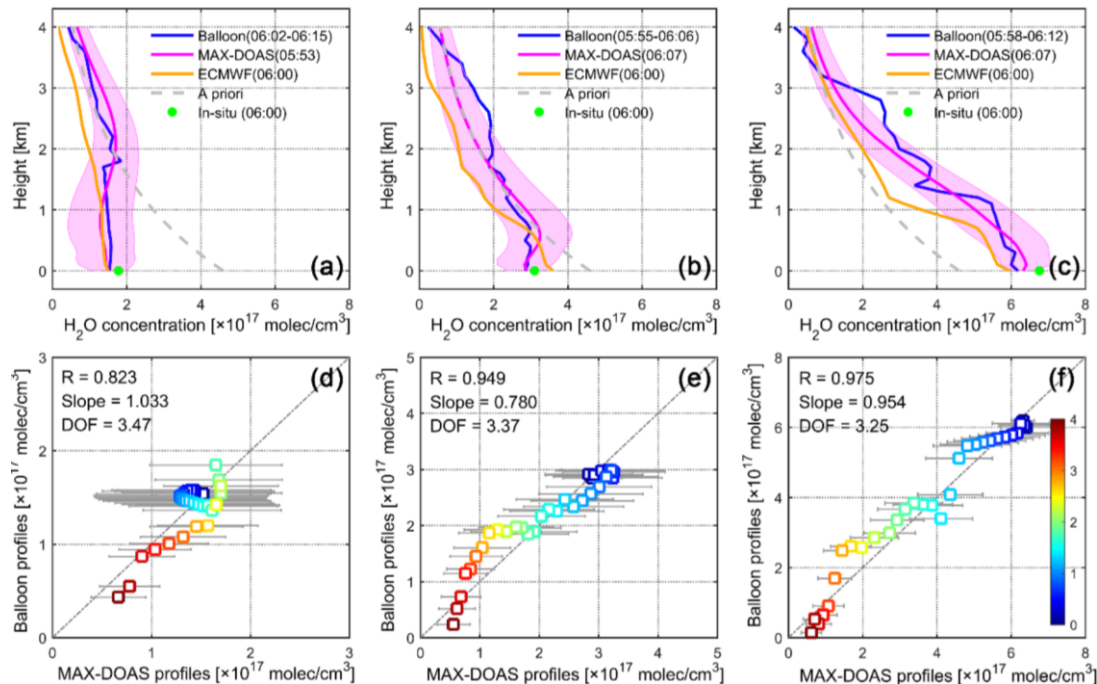 4
3
2
1
0
Height [km]
Balloon(06:02-06:15)
MAX-DOAS(05:53)
ECMWF(06:00)
A priori
In-situ (06:00)
(a)
0 2 4 6 8
H₂O concentration [×10¹⁷ molec/cm³]
4
3
2
1
0
Height [km]
Balloon(05:55-06:06)
MAX-DOAS(06:07)
ECMWF(06:00)
A priori
In-situ (06:00)
(b)
0 2 4 6 8
H₂O concentration [×10¹⁷ molec/cm³]
4
3
2
1
0
Height [km]
Balloon(05:58-06:12)
MAX-DOAS(06:07)
ECMWF(06:00)
A priori
In-situ (06:00)
(c)
0 2 4 6 8
H₂O concentration [×10¹⁷ molec/cm³]
3
2
1
0
Balloon profiles [×10¹⁷ molec/cm³]
R = 0.823
Slope = 1.033
DOF = 3.47
(d)
0 1 2 3
MAX-DOAS profiles [×10¹⁷ molec/cm³]
5
4
3
2
1
0
Balloon profiles [×10¹⁷ molec/cm³]
R = 0.949
Slope = 0.780
DOF = 3.37
(e)
0 1 2 3 4 5
MAX-DOAS profiles [×10¹⁷ molec/cm³]
8
6
4
2
0
Balloon profiles [×10¹⁷ molec/cm³]
R = 0.975
Slope = 0.954
DOF = 3.25
(f)
4
3
2
1
0
0 2 4 6 8
MAX-DOAS profiles [×10¹⁷ molec/cm³]